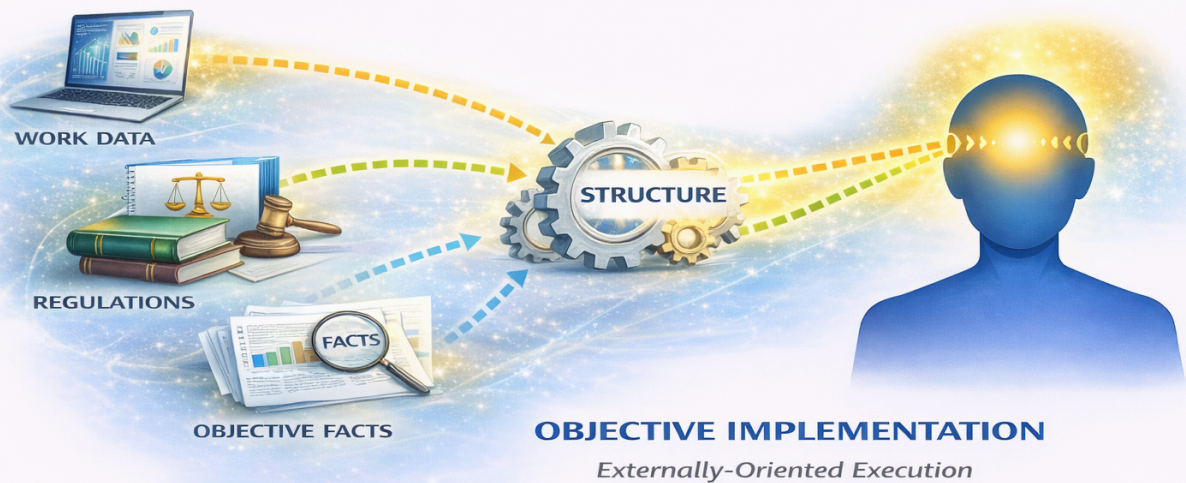 WORK DATA
REGULATIONS
FACTS
OBJECTIVE FACTS
STRUCTURE
OBJECTIVE IMPLEMENTATION
Externally-Oriented Execution